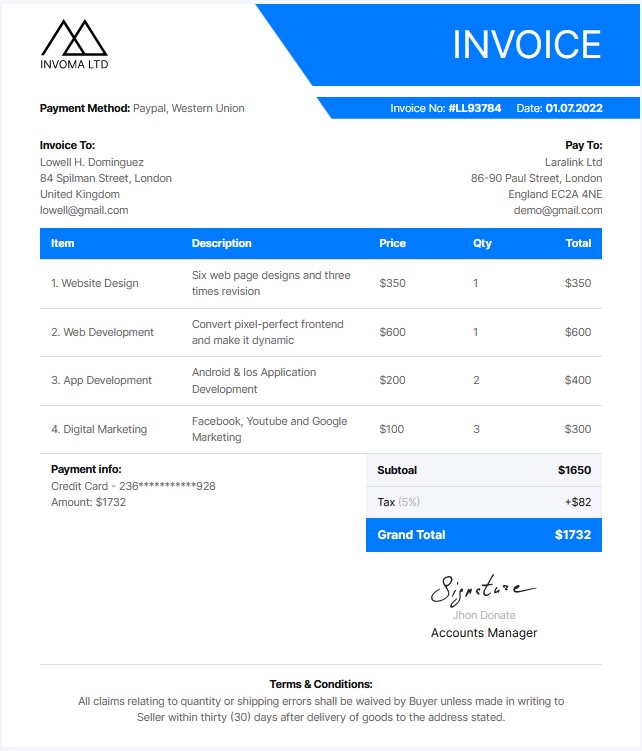 INVOMA LTD
INVOICE
Payment Method: Paypal, Western Union
Invoice No: #LL93784 Date: 01.07.2022
Invoice To:
Lowell H. Dominguez
84 Spilman Street, London
United Kingdom
lowell@gmail.com
Pay To:
Laralink Ltd
86-90 Paul Street, London
England EC2A 4NE
demo@gmail.com
Item Description Price Qty Total
1. Website Design Six web page designs and three $350 1 $350
times revision
2. Web Development Convert pixel-perfect frontend $600 1 $600
and make it dynamic
3. App Development Android & Ios Application $200 2 $400
Development
4. Digital Marketing Facebook, Youtube and Google $100 3 $300
Marketing
Payment info:
Credit Card - 236***********928
Amount: $1732
Subtoal $1650
Tax (5%) +$82
Grand Total $1732
Signature
Jhon Donate
Accounts Manager
Terms & Conditions:
All claims relating to quantity or shipping errors shall be waived by Buyer unless made in writing to
Seller within thirty (30) days after delivery of goods to the address stated.